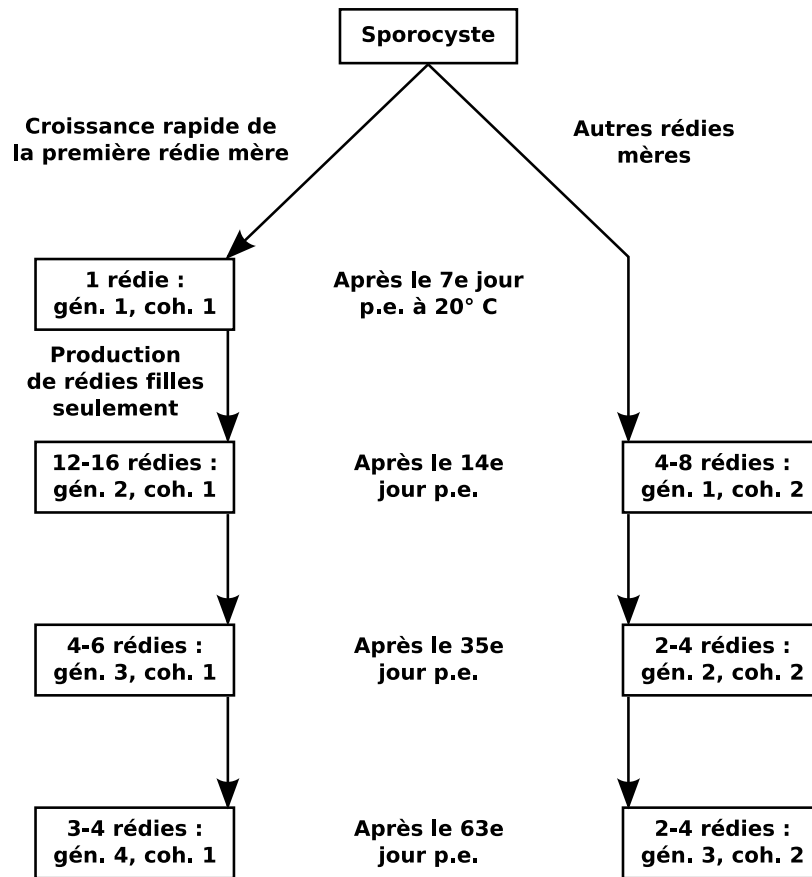 Sporocyste
Croissance rapide de
la première rédie mère
Autres rédies
mères
1 rédie :
gén. 1, coh. 1
Après le 7e jour
p.e. à 20° C
Production
de rédies filles
seulement
12-16 rédies :
gén. 2, coh. 1
Après le 14e
jour p.e.
4-8 rédies :
gén. 1, coh. 2
4-6 rédies :
gén. 3, coh. 1
Après le 35e
jour p.e.
2-4 rédies :
gén. 2, coh. 2
3-4 rédies :
gén. 4, coh. 1
Après le 63e
jour p.e.
2-4 rédies :
gén. 3, coh. 2